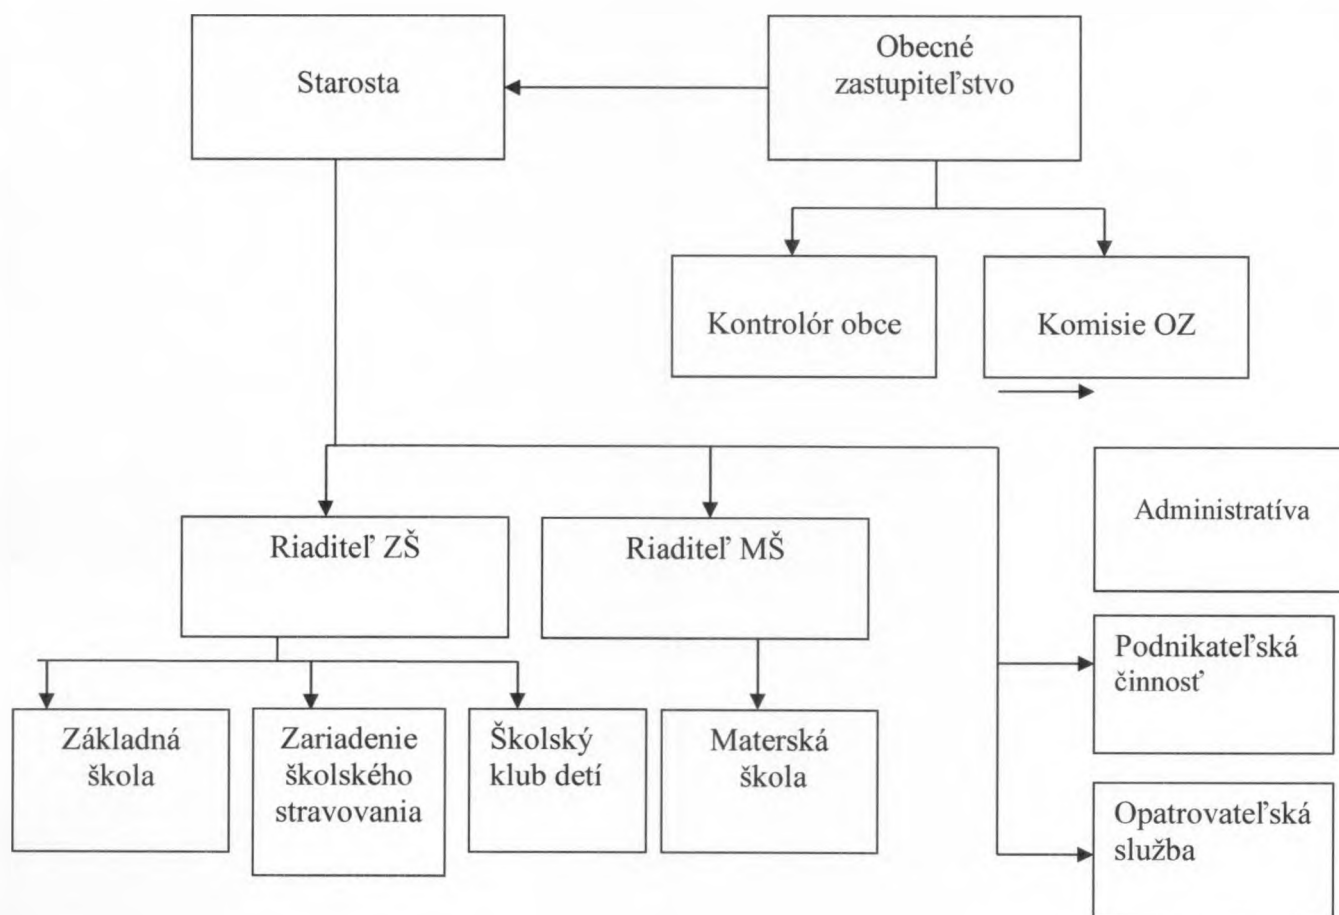 Starosta
Obecné
zastupiteľstvo
Kontrolór obce
Komisie OZ
Administratíva
Riaditeľ ZŠ
Riaditeľ MŠ
Podnikateľská
činnosť
Základná
škola
Zariadenie
školského
stravovania
Školský
klub detí
Materská
škola
Opatrovateľská
služba